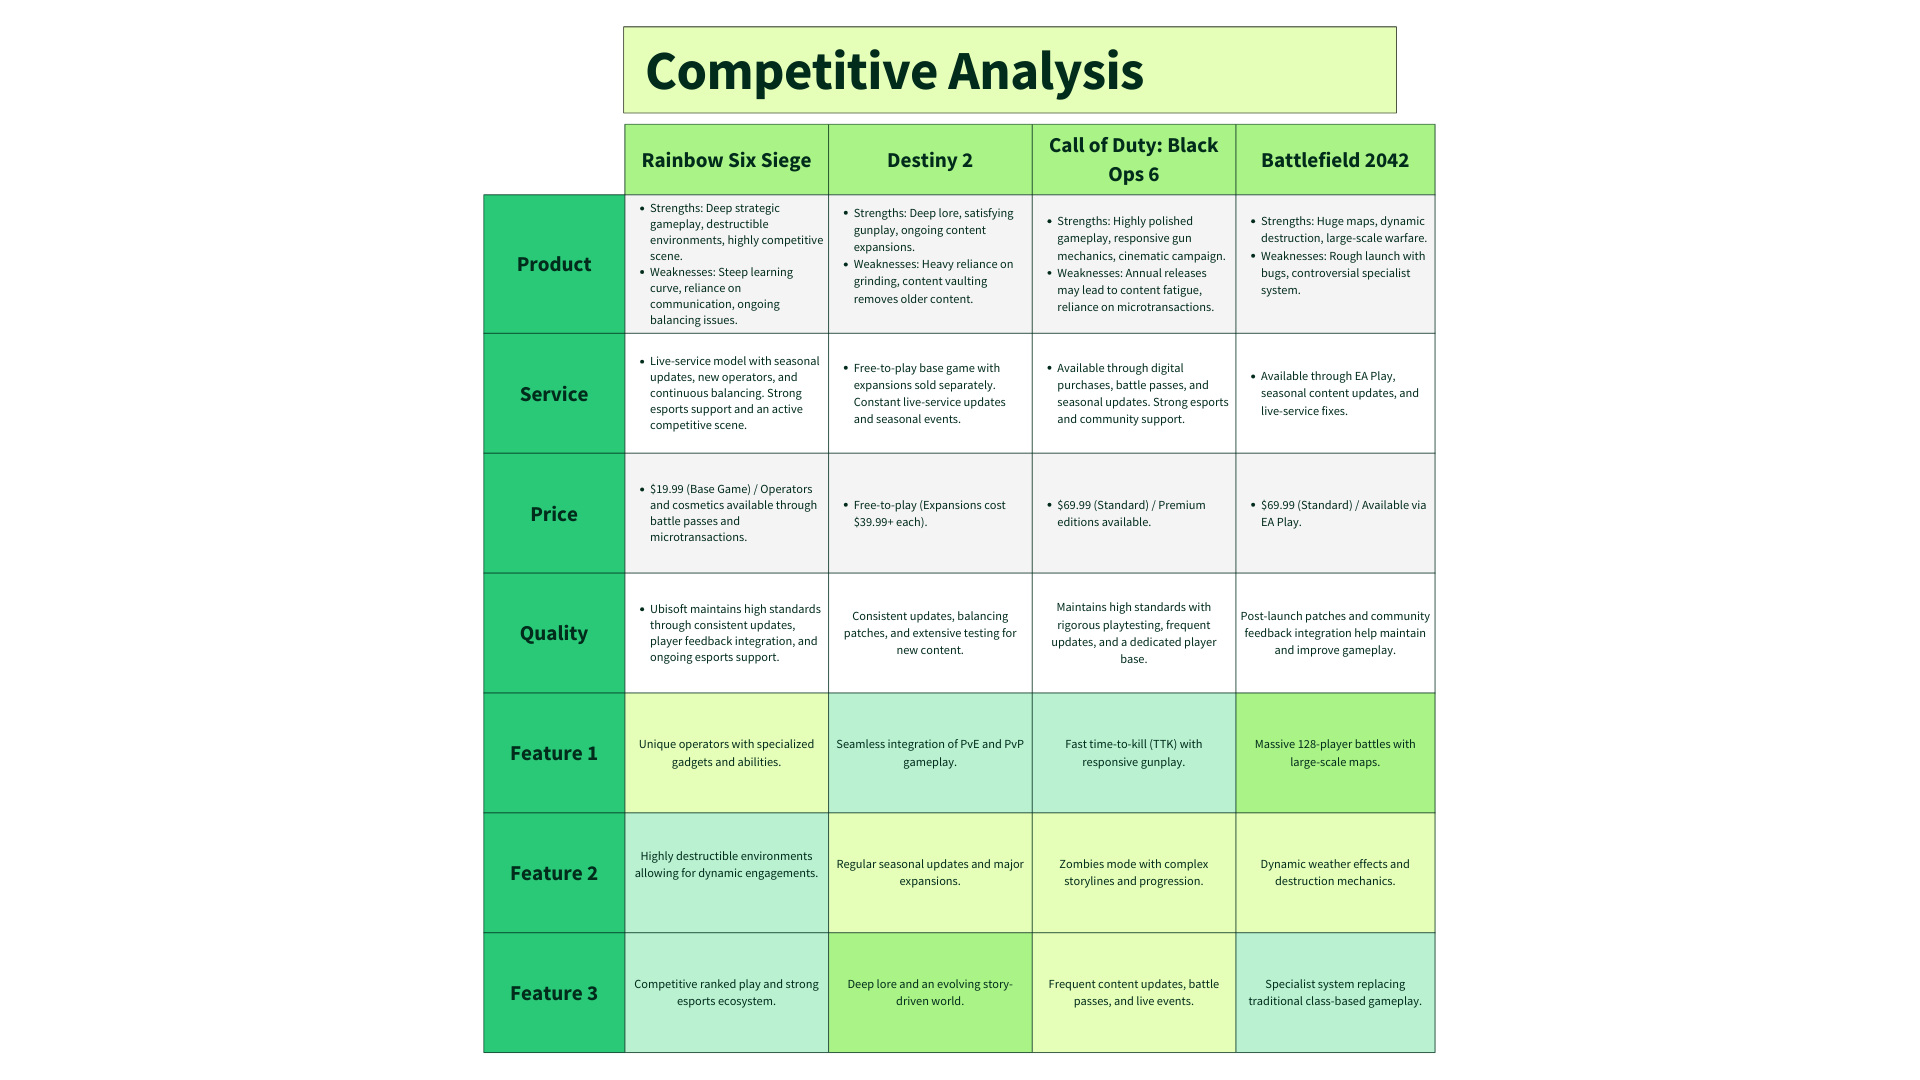 Competitive Analysis
Rainbow Six Siege
Destiny 2
Call of Duty: Black
Ops 6
Battlefield 2042
Product
• Strengths: Deep strategic
gameplay, destructible
environments, highly competitive
scene.
• Weaknesses: Steep learning
curve, reliance on
communication, ongoing
balancing issues.
• Strengths: Deep lore, satisfying
gunplay, ongoing content
expansions.
• Weaknesses: Heavy reliance on
grinding, content vaulting
removes older content.
• Strengths: Highly polished
gameplay, responsive gun
mechanics, cinematic campaign.
• Weaknesses: Annual releases
may lead to content fatigue,
reliance on microtransactions.
• Strengths: Huge maps, dynamic
destruction, large-scale warfare.
• Weaknesses: Rough launch with
bugs, controversial specialist
system.
Service
• Live-service model with seasonal
updates, new operators, and
continuous balancing. Strong
esports support and an active
competitive scene.
• Free-to-play base game with
expansions sold separately.
Constant live-service updates
and seasonal events.
• Available through digital
purchases, battle passes, and
seasonal updates. Strong esports
and community support.
• Available through EA Play,
seasonal content updates, and
live-service fixes.
Price
• $19.99 (Base Game) / Operators
and cosmetics available through
battle passes and
microtransactions.
• Free-to-play (Expansions cost
$39.99+ each).
• $69.99 (Standard) / Premium
editions available.
• $69.99 (Standard) / Available via
EA Play.
Quality
• Ubisoft maintains high standards
through consistent updates,
player feedback integration, and
ongoing esports support.
Consistent updates, balancing
patches, and extensive testing for
new content.
Maintains high standards with
rigorous playtesting, frequent
updates, and a dedicated player
base.
Post-launch patches and community
feedback integration help maintain
and improve gameplay.
Feature 1
Unique operators with specialized
gadgets and abilities.
Seamless integration of PvE and PvP
gameplay.
Fast time-to-kill (TTK) with
responsive gunplay.
Massive 128-player battles with
large-scale maps.
Feature 2
Highly destructible environments
allowing for dynamic engagements.
Regular seasonal updates and major
expansions.
Zombies mode with complex
storylines and progression.
Dynamic weather effects and
destruction mechanics.
Feature 3
Competitive ranked play and strong
esports ecosystem.
Deep lore and an evolving story-
driven world.
Frequent content updates, battle
passes, and live events.
Specialist system replacing
traditional class-based gameplay.